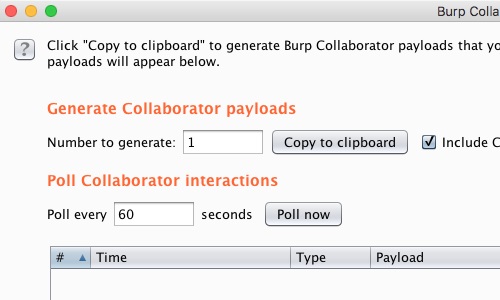 Burp Colla
? Click "Copy to clipboard" to generate Burp Collaborator payloads that yo
payloads will appear below.
Generate Collaborator payloads
Number to generate: 1 Copy to clipboard Include C
Poll Collaborator interactions
Poll every 60 seconds Poll now
# Time Type Payload